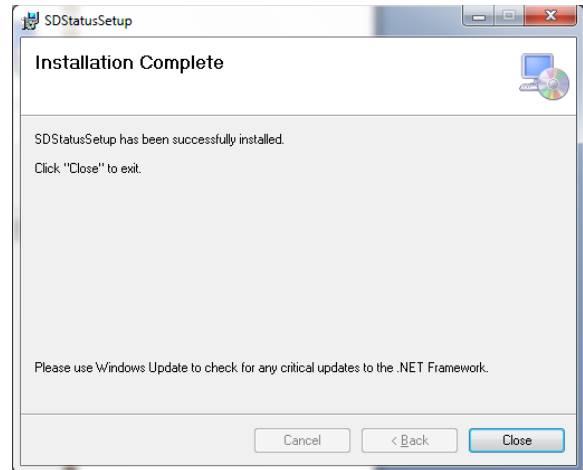 SDStatusSetup
Installation Complete
SDStatusSetup has been successfully installed.
Click "Close" to exit.
Please use Windows Update to check for any critical updates to the .NET Framework.
Cancel
< Back
Close